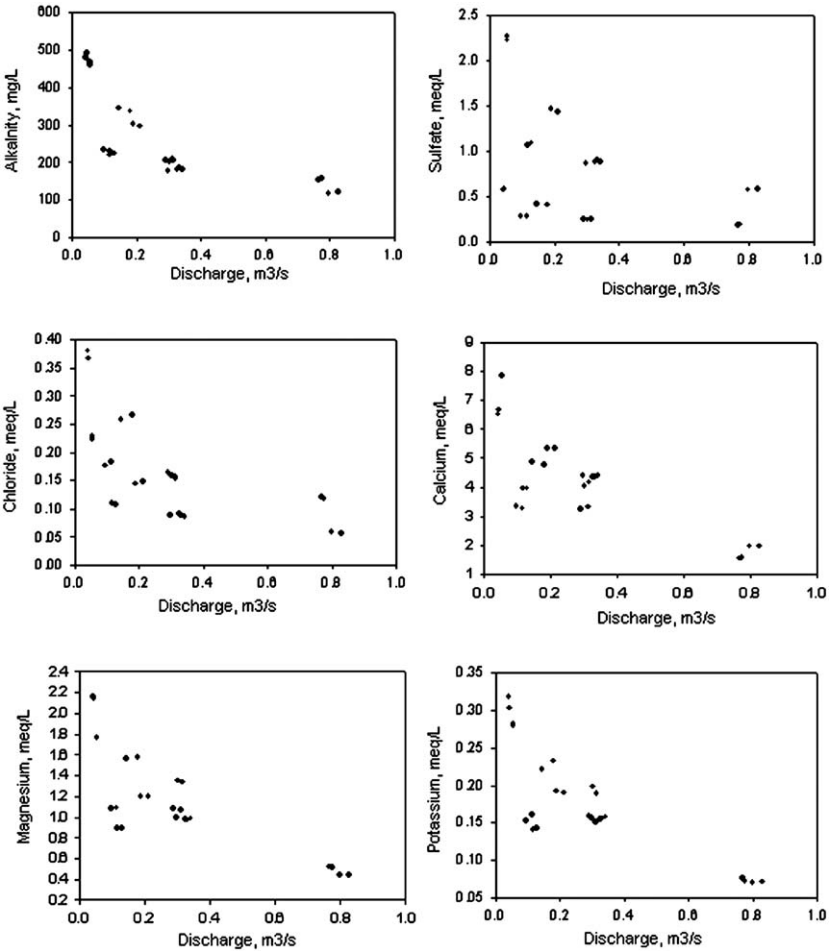 Alkalnity, mg/L
600
500
400
300
200
100
0
0.0 0.2 0.4 0.6 0.8 1.0
Discharge, m3/s
Sulfate, meq/L
2.5
2.0
1.5
1.0
0.5
0.0
0.0 0.2 0.4 0.6 0.8 1.0
Discharge, m3/s
Chloride, meq/L
0.40
0.35
0.30
0.25
0.20
0.15
0.10
0.05
0.00
0.0 0.2 0.4 0.6 0.8 1.0
Discharge, m3/s
Calcium, meq/L
9
8
7
6
5
4
3
2
1
0.0 0.2 0.4 0.6 0.8 1.0
Discharge, m3/s
Magnesium, meq/L
2.4
2.2
2.0
1.8
1.6
1.4
1.2
1.0
0.8
0.6
0.4
0.2
0.0 0.2 0.4 0.6 0.8 1.0
Discharge, m3/s
Potassium, meq/L
0.35
0.30
0.25
0.20
0.15
0.10
0.05
0.0 0.2 0.4 0.6 0.8 1.0
Discharge, m3/s